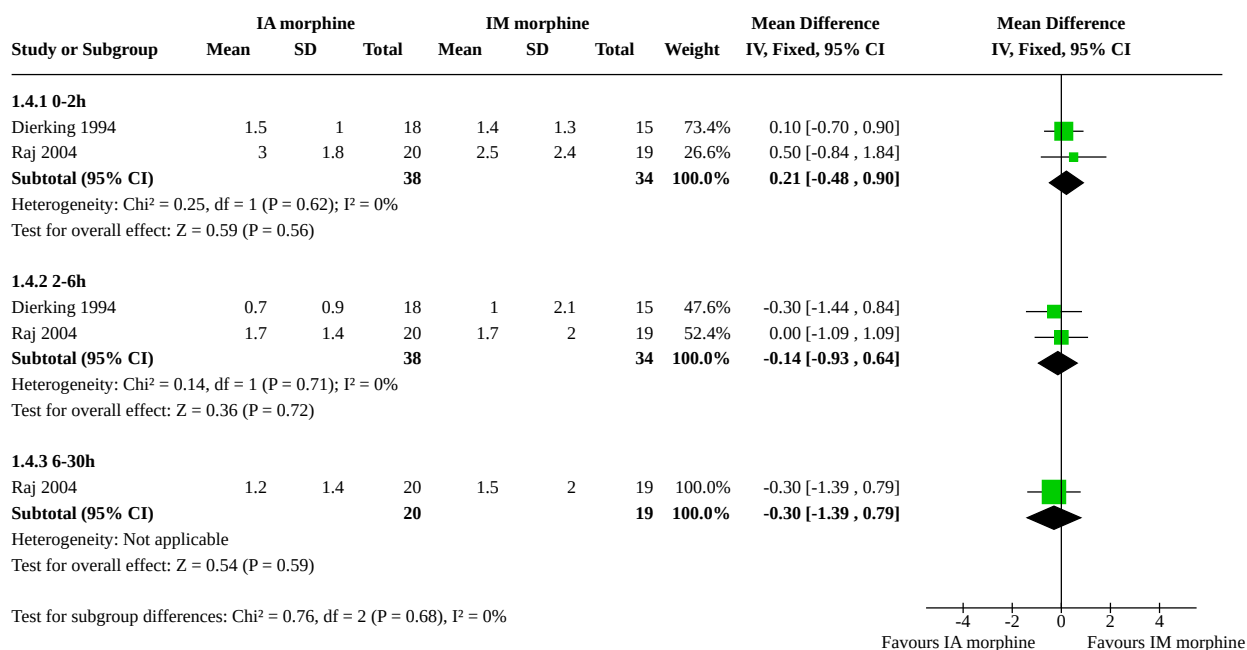 IA morphine IM morphine Mean Difference Mean Difference
Study or Subgroup Mean SD Total Mean SD Total Weight IV, Fixed, 95% CI IV, Fixed, 95% CI
1.4.1 0-2h
Dierking 1994 1.5 1 18 1.4 1.3 15 73.4% 0.10 [-0.70 , 0.90]
Raj 2004 3 1.8 20 2.5 2.4 19 26.6% 0.50 [-0.84 , 1.84]
Subtotal (95% CI) 38 34 100.0% 0.21 [-0.48 , 0.90]
Heterogeneity: Chi² = 0.25, df = 1 (P = 0.62); I² = 0%
Test for overall effect: Z = 0.59 (P = 0.56)
1.4.2 2-6h
Dierking 1994 0.7 0.9 18 1 2.1 15 47.6% -0.30 [-1.44 , 0.84]
Raj 2004 1.7 1.4 20 1.7 2 19 52.4% 0.00 [-1.09 , 1.09]
Subtotal (95% CI) 38 34 100.0% -0.14 [-0.93 , 0.64]
Heterogeneity: Chi² = 0.14, df = 1 (P = 0.71); I² = 0%
Test for overall effect: Z = 0.36 (P = 0.72)
1.4.3 6-30h
Raj 2004 1.2 1.4 20 1.5 2 19 100.0% -0.30 [-1.39 , 0.79]
Subtotal (95% CI) 20 19 100.0% -0.30 [-1.39 , 0.79]
Heterogeneity: Not applicable
Test for overall effect: Z = 0.54 (P = 0.59)
Test for subgroup differences: Chi² = 0.76, df = 2 (P = 0.68), I² = 0%
-4 -2 0 2 4
Favours IA morphine Favours IM morphine